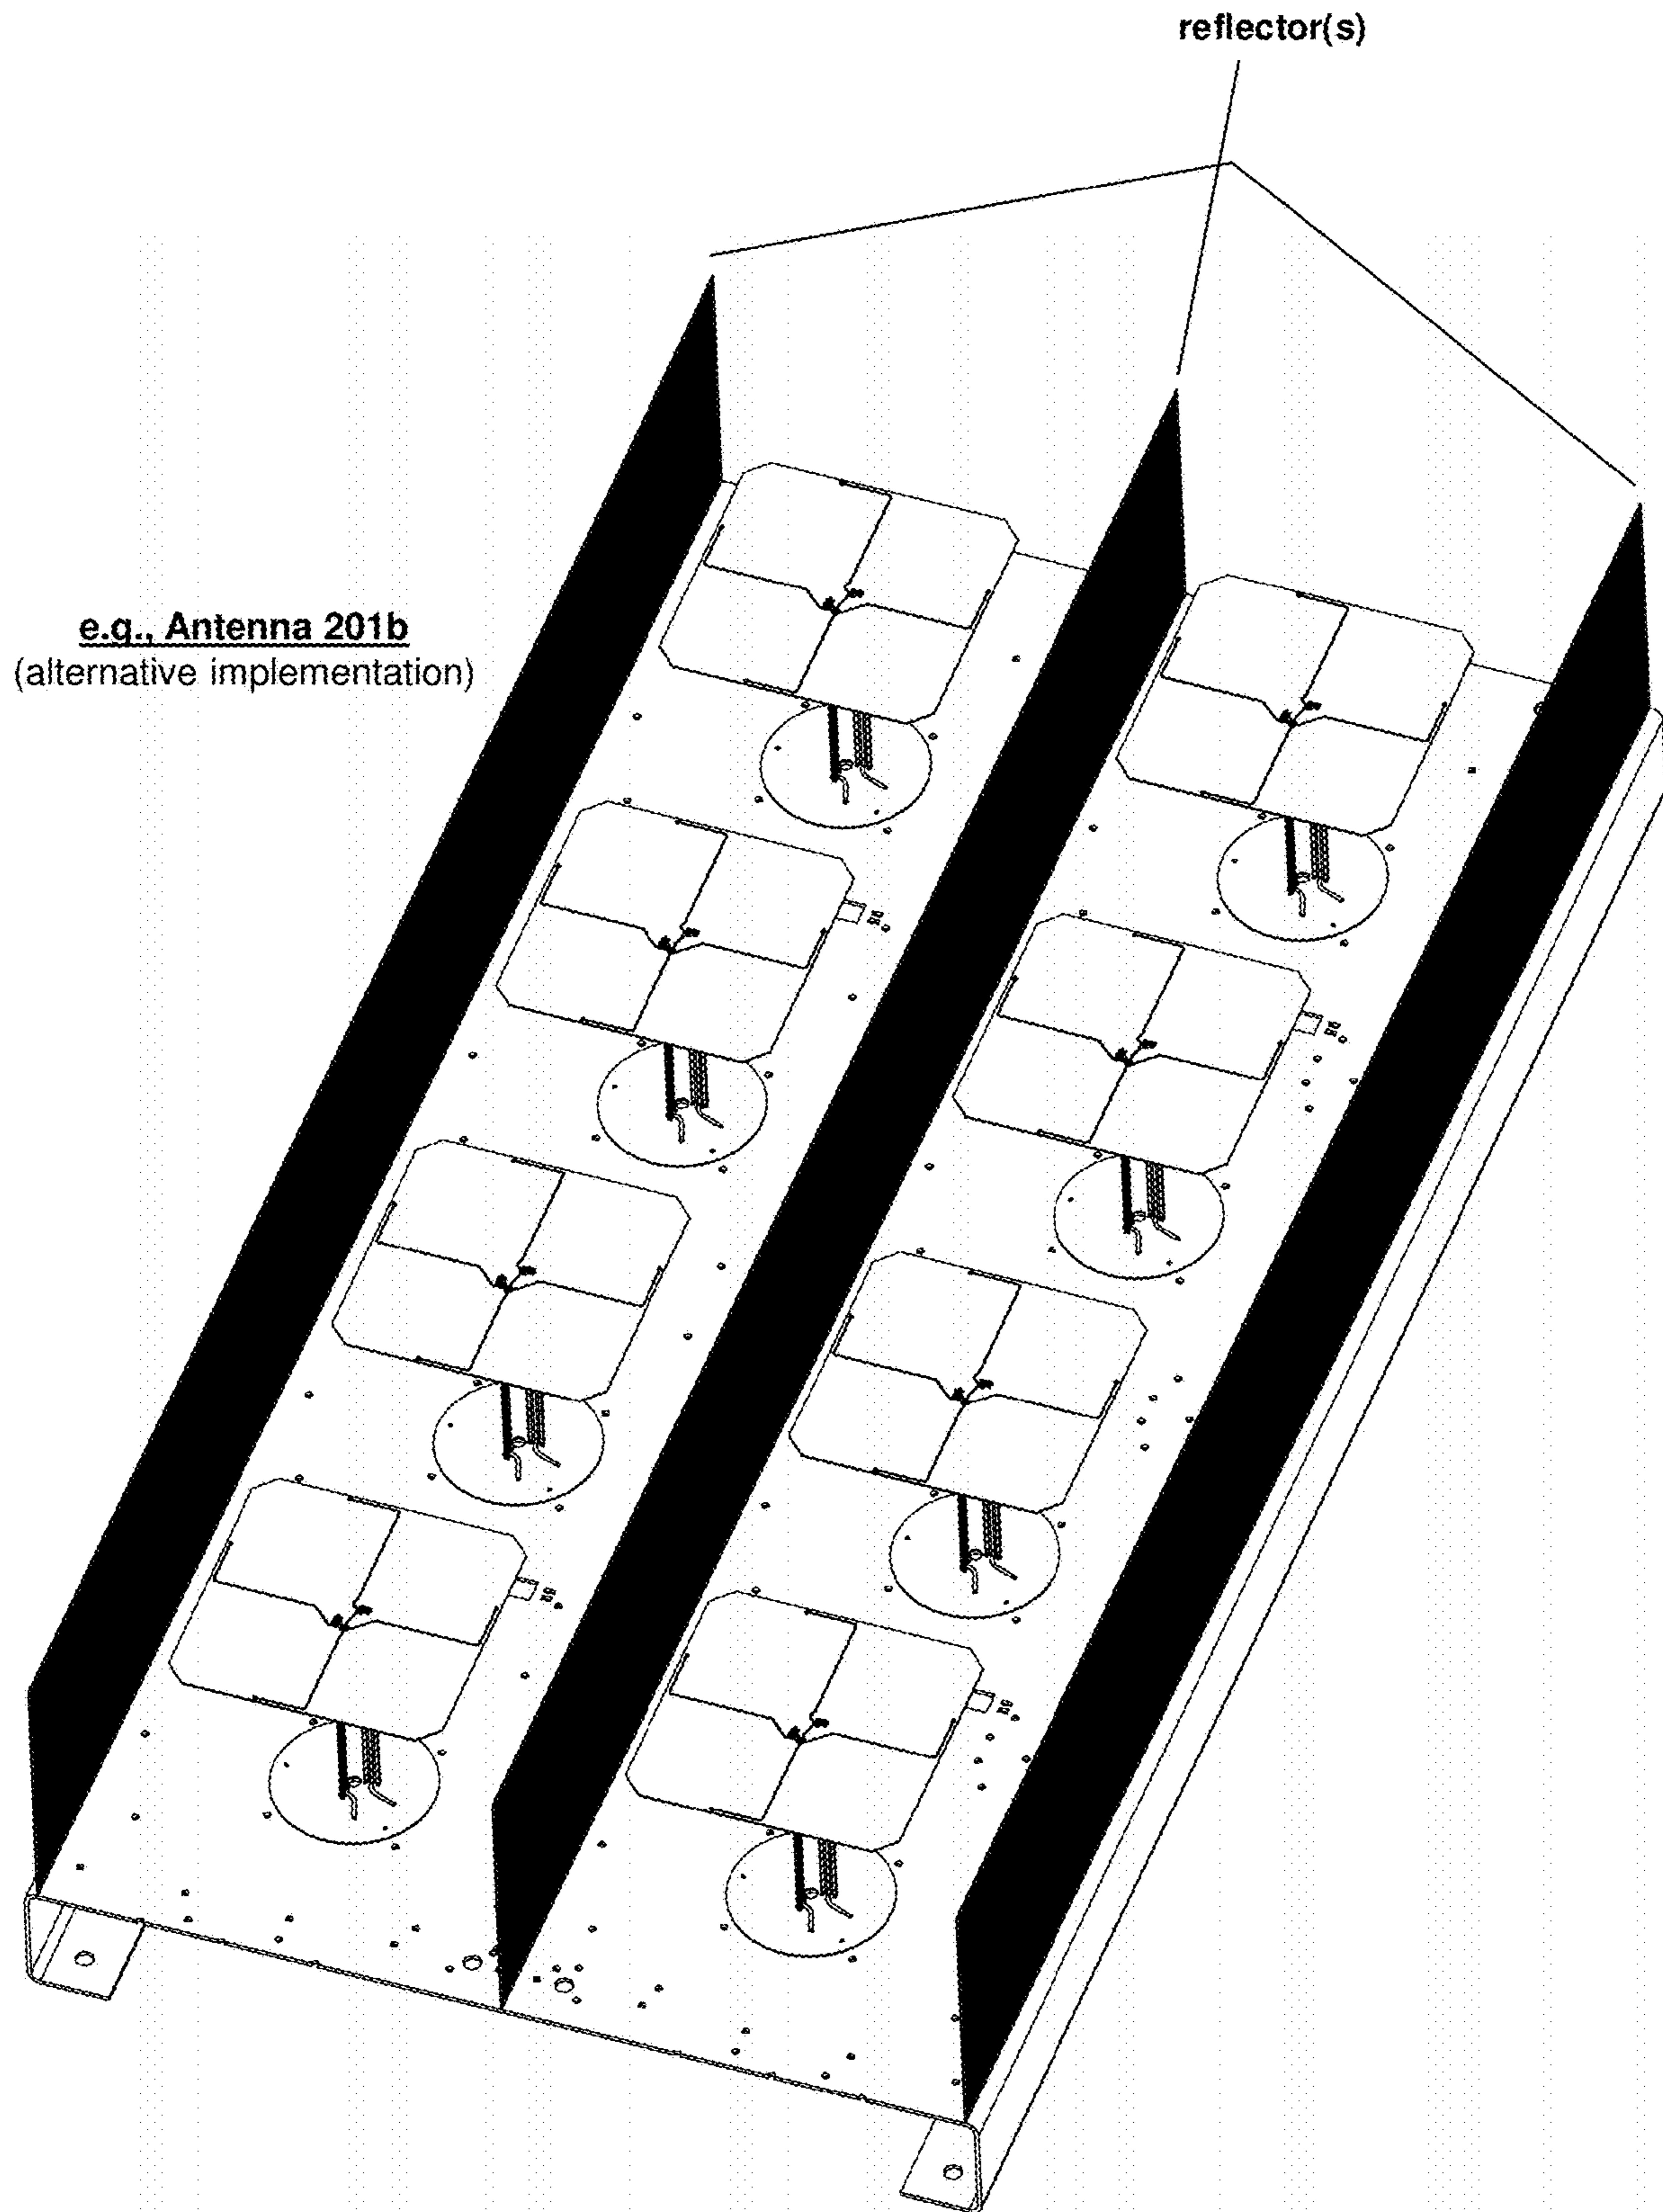 reflector(s)
e.g., Antenna 201b
(alternative implementation)